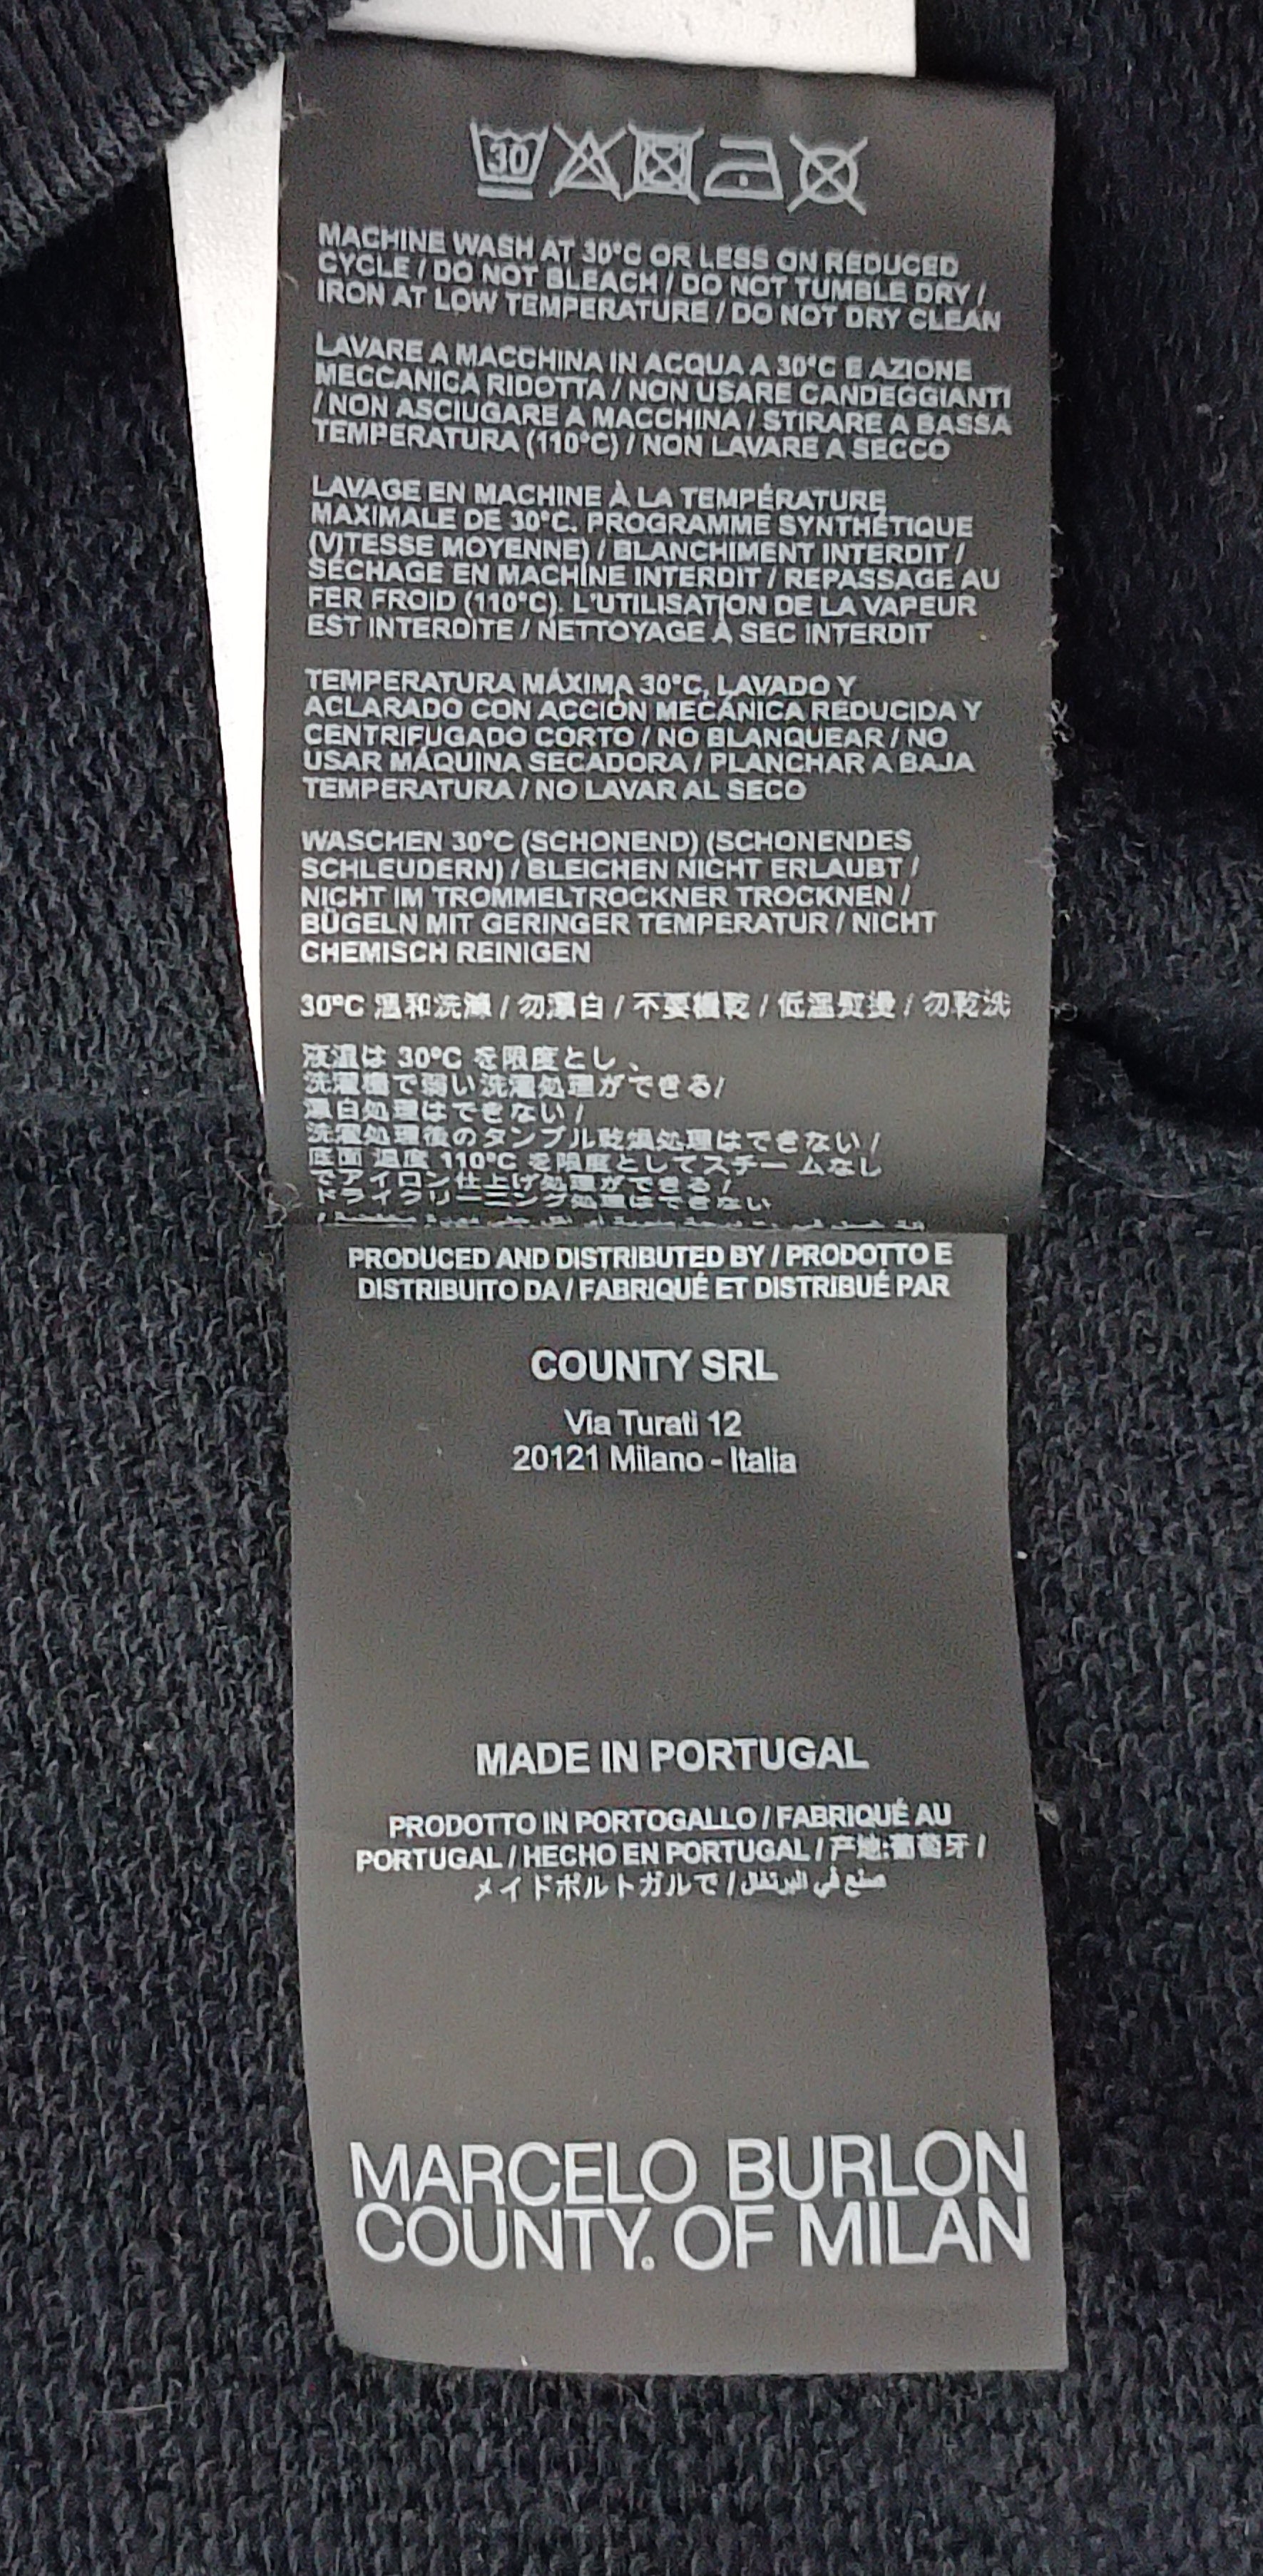 30
MACHINE WASH AT 30°C OR LESS ON REDUCED
CYCLE / DO NOT BLEACH / DO NOT TUMBLE DRY /
IRON AT LOW TEMPERATURE / DO NOT DRY CLEAN
LAVARE A MACCHINA IN ACQUA A 30°C E AZIONE
MECCANICA RIDOTTA / NON USARE CANDEGGIANTI
/ NON ASCIUGARE A MACCHINA / STIRARE A BASSA
TEMPERATURA (110°C) / NON LAVARE A SECCO
LAVAGE EN MACHINE À LA TEMPÉRATURE
MAXIMALE DE 30°C. PROGRAMME SYNTHÉTIQUE
(VITESSE MOYENNE) / BLANCHIMENT INTERDIT /
SÉCHAGE EN MACHINE INTERDIT / REPASSAGE AU
FER FROID (110°C). L'UTILISATION DE LA VAPEUR
EST INTERDITE / NETTOYAGE À SEC INTERDIT
TEMPERATURA MÁXIMA 30°C, LAVADO Y
ACLARADO CON ACCIÓN MECÁNICA REDUCIDA Y
CENTRIFUGADO CORTO / NO BLANQUEAR / NO
USAR MÁQUINA SECADORA / PLANCHAR A BAJA
TEMPERATURA / NO LAVAR AL SECO
WASCHEN 30°C (SCHONEND) (SCHONENDES
SCHLEUDERN) / BLEICHEN NICHT ERLAUBT /
NICHT IM TROMMELTROCKNER TROCKNEN /
BÜGELN MIT GERINGER TEMPERATUR / NICHT
CHEMISCH REINIGEN
30°C 溫和洗滌 / 勿漂白 / 不要機乾 / 低溫熨燙 / 勿乾洗
液温は 30°C を限度とし、
洗濯機で弱い洗濯処理ができる/
漂白処理はできない /
洗濯処理後のタンブル乾燥処理はできない /
底面 温度 110°C を限度としてスチームなし
でアイロン仕上げ処理ができる /
ドライクリーニング処理はできない
PRODUCED AND DISTRIBUTED BY / PRODOTTO E
DISTRIBUITO DA / FABRIQUÉ ET DISTRIBUÉ PAR
COUNTY SRL
Via Turati 12
20121 Milano - Italia
MADE IN PORTUGAL
PRODOTTO IN PORTOGALLO / FABRIQUÉ AU
PORTUGAL / HECHO EN PORTUGAL / 产地:葡萄牙 /
メイドポルトガルで / صنع في البرتغال
MARCELO BURLON
COUNTY. OF MILAN